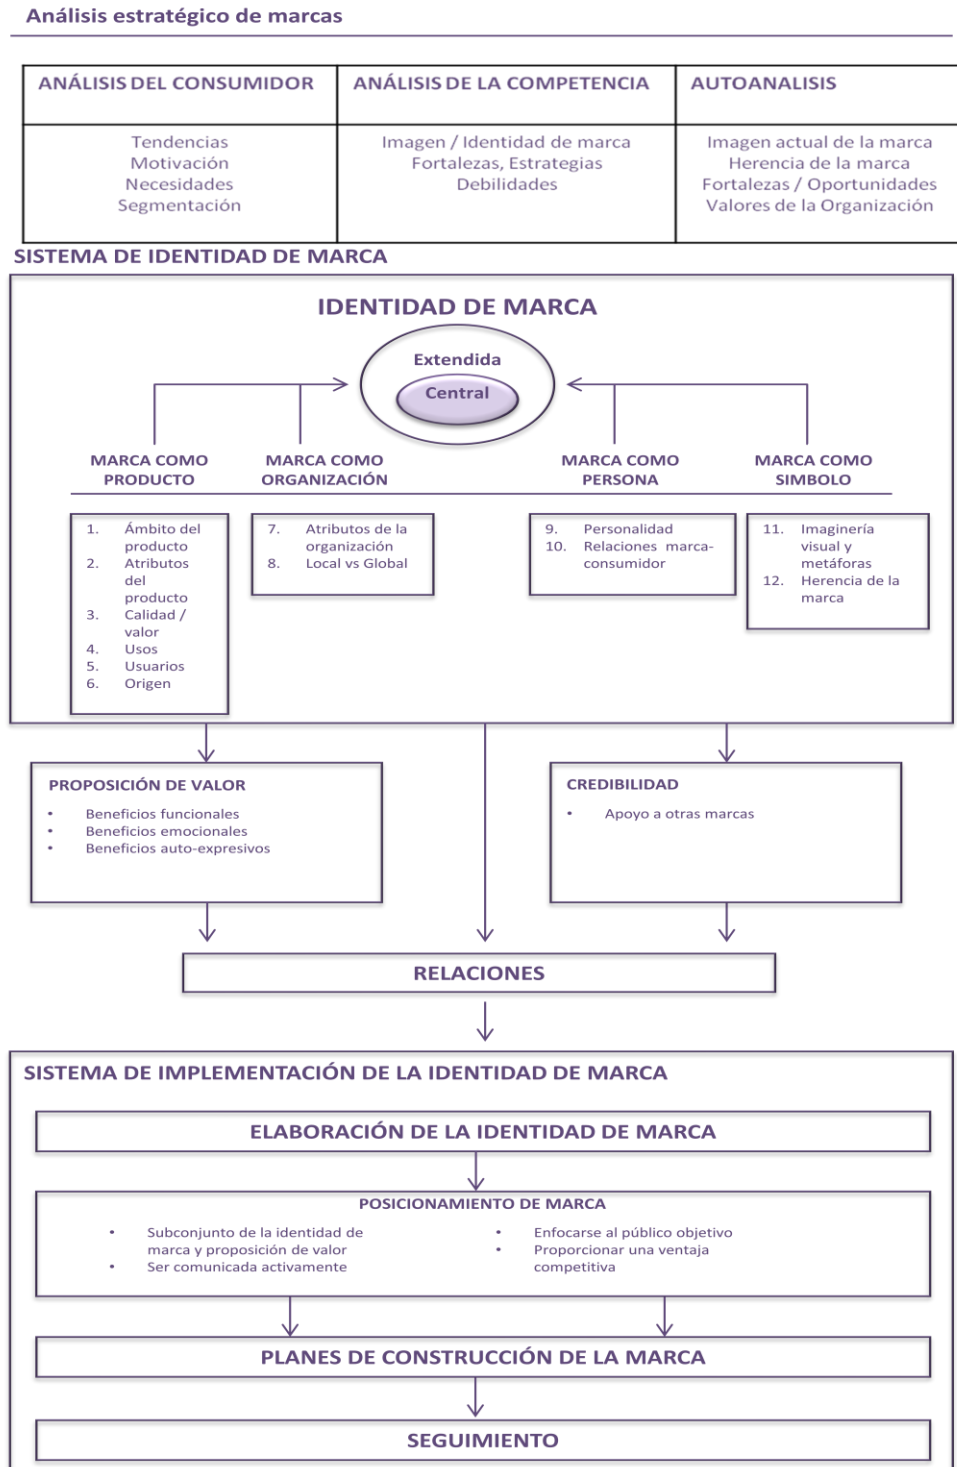 Análisis estratégico de marcas
ANÁLISIS DEL CONSUMIDOR
ANÁLISIS DE LA COMPETENCIA
AUTOANALISIS
Tendencias
Motivación
Necesidades
Segmentación
Imagen / Identidad de marca
Fortalezas, Estrategias
Debilidades
Imagen actual de la marca
Herencia de la marca
Fortalezas / Oportunidades
Valores de la Organización
SISTEMA DE IDENTIDAD DE MARCA
IDENTIDAD DE MARCA
Extendida
Central
MARCA COMO
PRODUCTO
MARCA COMO
ORGANIZACIÓN
MARCA COMO
PERSONA
MARCA COMO
SIMBOLO
1. Ámbito del
producto
2. Atributos
del
producto
3. Calidad /
valor
4. Usos
5. Usuarios
6. Origen
7. Atributos de la
organización
8. Local vs Global
9. Personalidad
10. Relaciones marca-
consumidor
11. Imaginería
visual y
metáforas
12. Herencia de la
marca
PROPOSICIÓN DE VALOR
• Beneficios funcionales
• Beneficios emocionales
• Beneficios auto-expresivos
CREDIBILIDAD
• Apoyo a otras marcas
RELACIONES
SISTEMA DE IMPLEMENTACIÓN DE LA IDENTIDAD DE MARCA
ELABORACIÓN DE LA IDENTIDAD DE MARCA
POSICIONAMIENTO DE MARCA
• Subconjunto de la identidad de
marca y proposición de valor
• Ser comunicada activamente
• Enfocarse al público objetivo
• Proporcionar una ventaja
competitiva
PLANES DE CONSTRUCCIÓN DE LA MARCA
SEGUIMIENTO